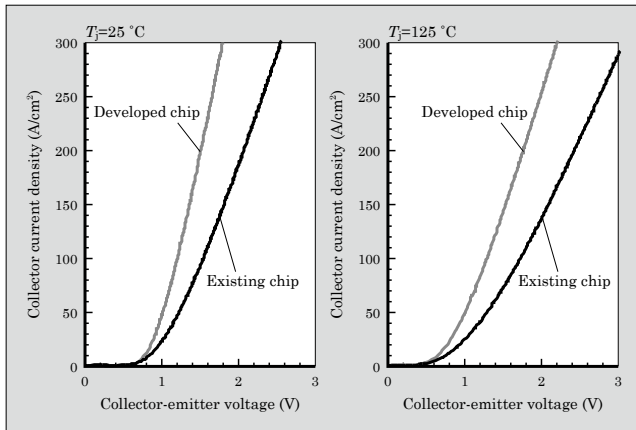 Tj=25 ˚C
Collector current density (A/cm²)
300
250
200
150
100
50
0
Developed chip
Existing chip
0
1
2
3
Collector-emitter voltage (V)
Tj=125 ˚C
Collector current density (A/cm²)
300
250
200
150
100
50
0
Developed chip
Existing chip
0
1
2
3
Collector-emitter voltage (V)